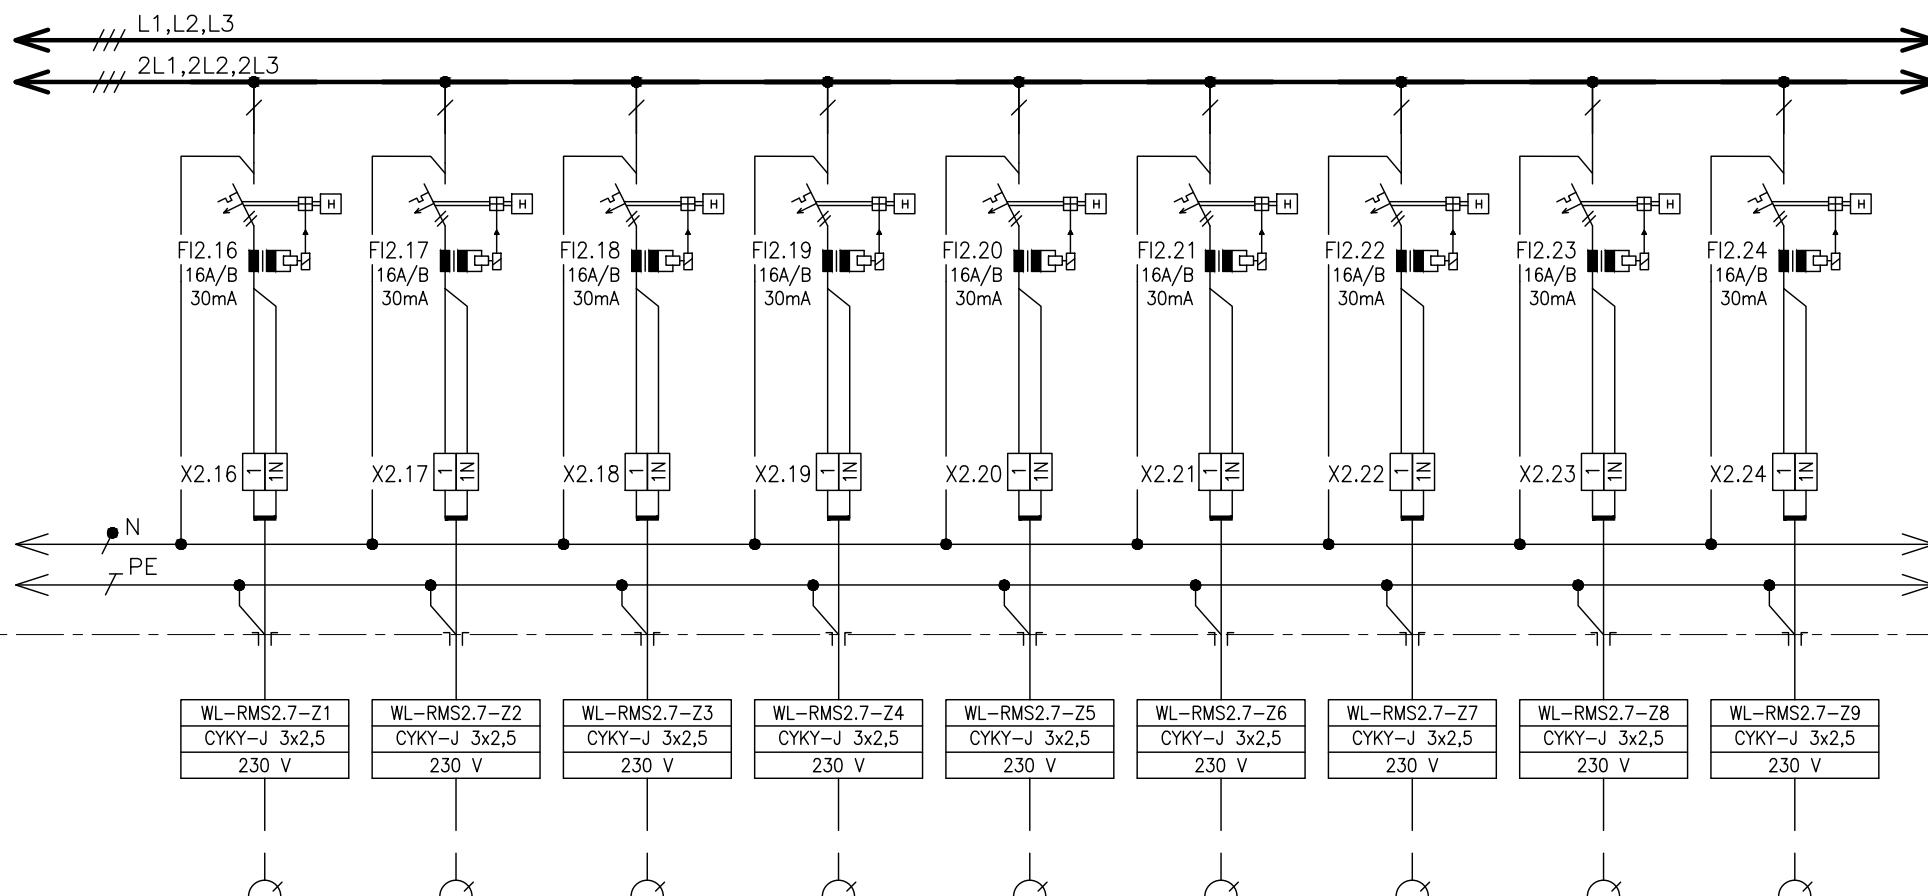 L1,L2,L3
2L1,2L2,2L3
H H H H H H H H H
FI2.16 FI2.17 FI2.18 FI2.19 FI2.20 FI2.21 FI2.22 FI2.23 FI2.24
16A/B 16A/B 16A/B 16A/B 16A/B 16A/B 16A/B 16A/B 16A/B
30mA 30mA 30mA 30mA 30mA 30mA 30mA 30mA 30mA
X2.16 1 1N X2.17 1 1N X2.18 1 1N X2.19 1 1N X2.20 1 1N X2.21 1 1N X2.22 1 1N X2.23 1 1N X2.24 1 1N
N
PE
WL-RMS2.7-Z1 WL-RMS2.7-Z2 WL-RMS2.7-Z3 WL-RMS2.7-Z4 WL-RMS2.7-Z5 WL-RMS2.7-Z6 WL-RMS2.7-Z7 WL-RMS2.7-Z8 WL-RMS2.7-Z9
CYKY-J 3x2,5 CYKY-J 3x2,5 CYKY-J 3x2,5 CYKY-J 3x2,5 CYKY-J 3x2,5 CYKY-J 3x2,5 CYKY-J 3x2,5 CYKY-J 3x2,5 CYKY-J 3x2,5
230 V 230 V 230 V 230 V 230 V 230 V 230 V 230 V 230 V